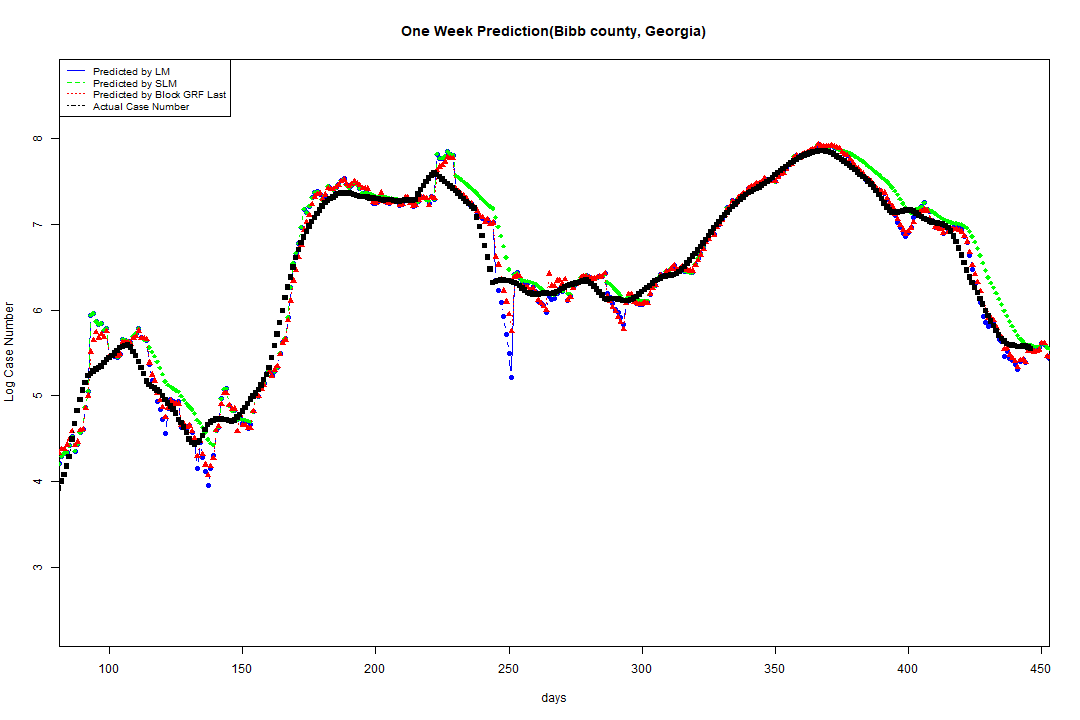 One Week Prediction(Bibb county, Georgia)
Predicted by LM
Predicted by SLM
Predicted by Block GRF Last
Actual Case Number
8
7
6
5
4
3
Log Case Number
100 150 200 250 300 350 400 450
days